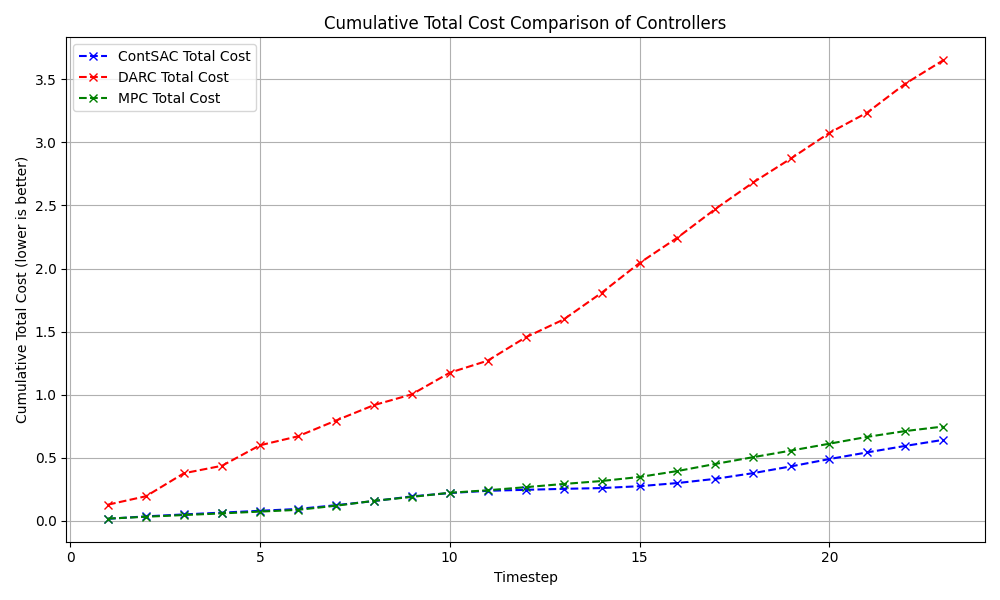 Cumulative Total Cost Comparison of Controllers
ContSAC Total Cost
DARC Total Cost
MPC Total Cost
Cumulative Total Cost (lower is better)
3.5
3.0
2.5
2.0
1.5
1.0
0.5
0.0
0
5
10
15
20
Timestep